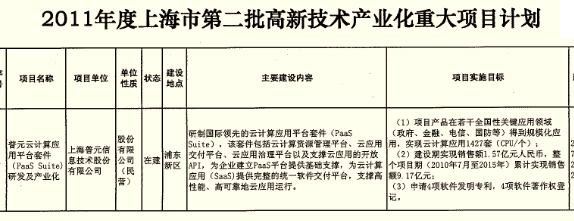 2011年度上海市第二批高新技术产业化重大项目计划
项目名称
项目单位
单位
性质
状态
建设
地点
主要建设内容
项目实施目标
普元云计算应
用平台套件
(PaaS Suite)
研发及产业化
上海普元信
息技术股份
有限公司
股份
有限
公司
(民
营)
在建
浦东
新区
研制国际领先的云计算应用平台套件（PaaS
Suite），该套件包括云计算资源管理平台、云应用
交付平台、云应用治理平台以及支撑云应用的开放
API，为企业建立PaaS平台提供基础支撑，为云计算
应用（SaaS)提供完整的统一软件交付平台，支撑高
性能、高可靠地云应用运行。
（1）项目产品在若干全国性关键应用领域
（政府、金融、电信、国防等）得到规模化应
用，实现云计算应用1427套（CPU/个）；
（2）建设期实现销售额1.57亿元人民币，整
个项目期（2010年7月至2018年）累计实现销售
额9.17亿元；
（3）申请4项软件发明专利，4项软件著作权登
记。